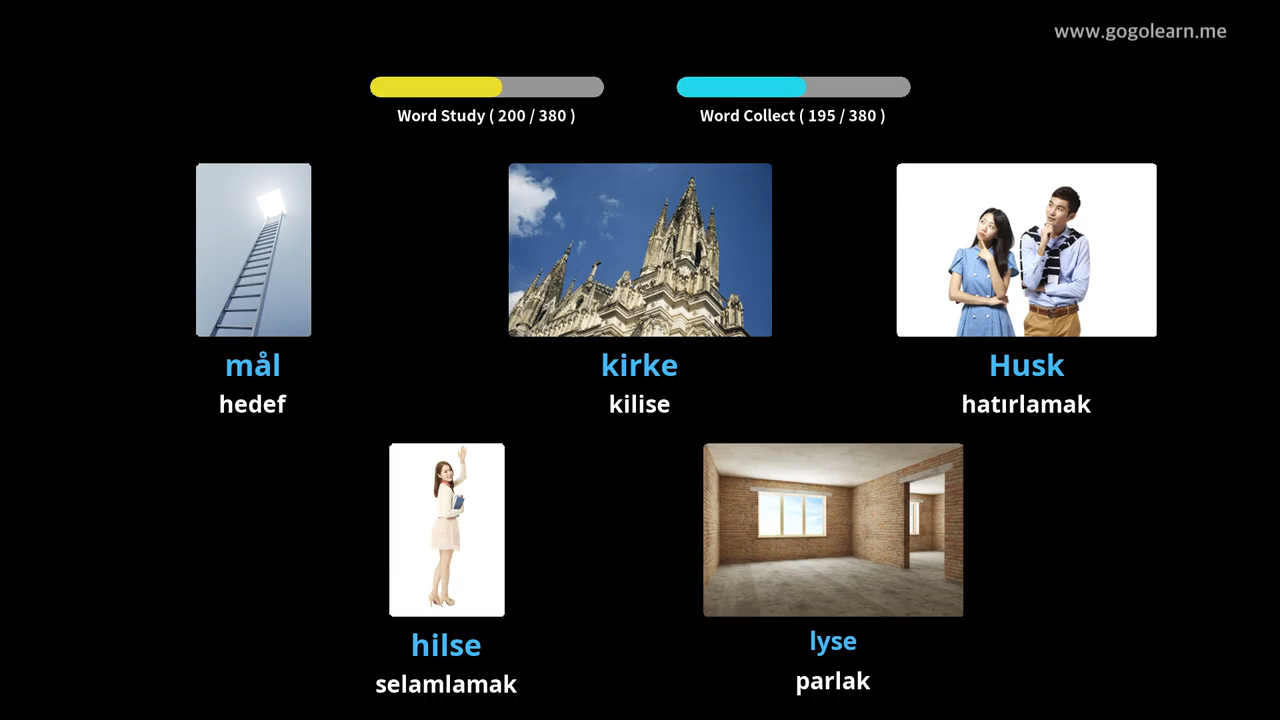 www.gogolearn.me
Word Study ( 200 / 380 )
Word Collect ( 195 / 380 )
mål
hedef
kirke
kilise
Husk
hatırlamak
hilse
selamlamak
lyse
parlak